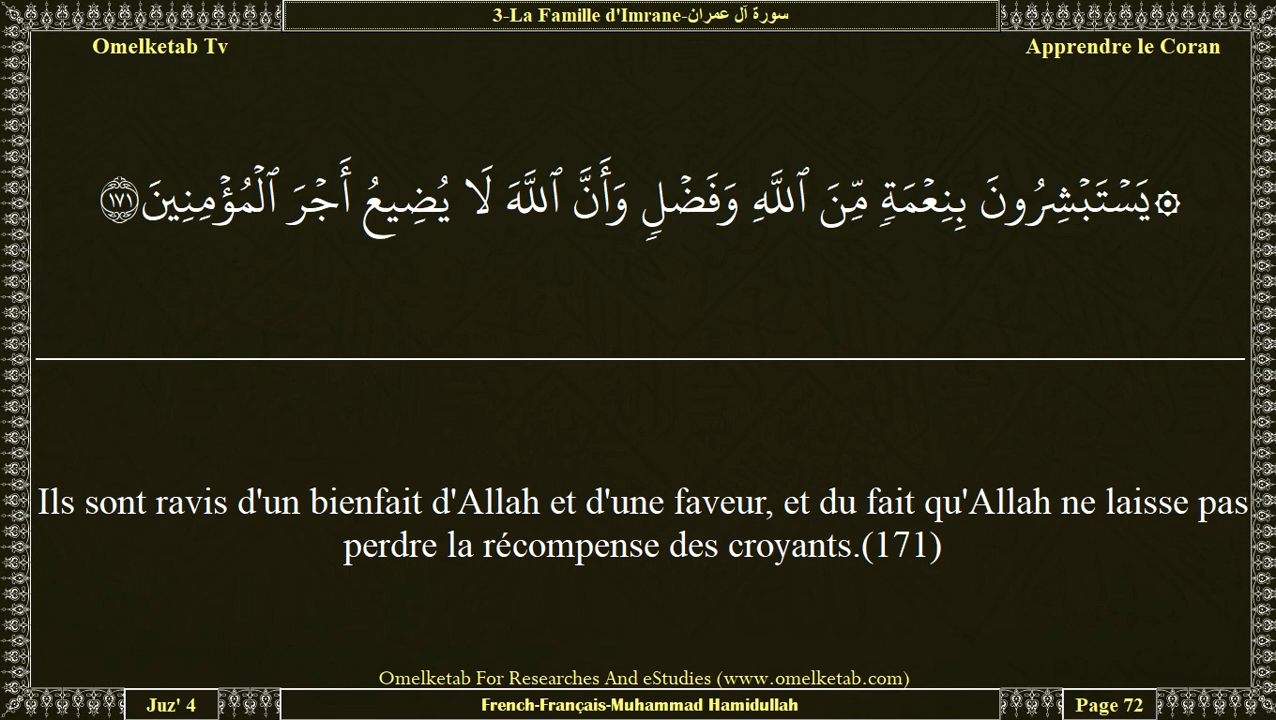 3-La Famille d'Imrane-سورة آل عمران
Omelketab Tv
Apprendre le Coran
۞يَسۡتَبۡشِرُونَ بِنِعۡمَةٖ مِّنَ ٱللَّهِ وَفَضۡلٖ وَأَنَّ ٱللَّهَ لَا يُضِيعُ أَجۡرَ ٱلۡمُؤۡمِنِينَ ١٧١
Ils sont ravis d'un bienfait d'Allah et d'une faveur, et du fait qu'Allah ne laisse pas
perdre la récompense des croyants.(171)
Omelketab For Researches And eStudies (www.omelketab.com)
Juz' 4
French-Français-Muhammad Hamidullah
Page 72